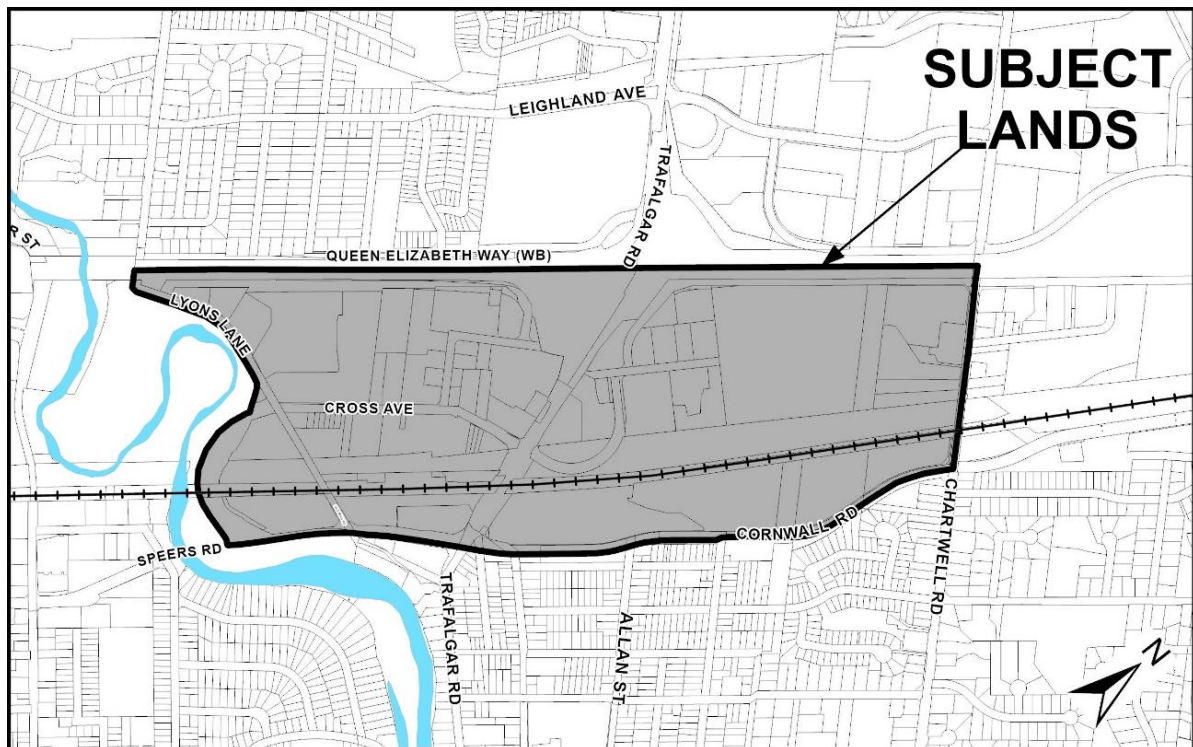 SUBJECT
LANDS
LEIGHLAND AVE
TRAFALGAR RD
R ST
QUEEN ELIZABETH WAY (WB)
LYONS LANE
CROSS AVE
CORNWALL RD
CHARTWELL RD
SPEERS RD
TRAFALGAR RD
ALLAN ST
N